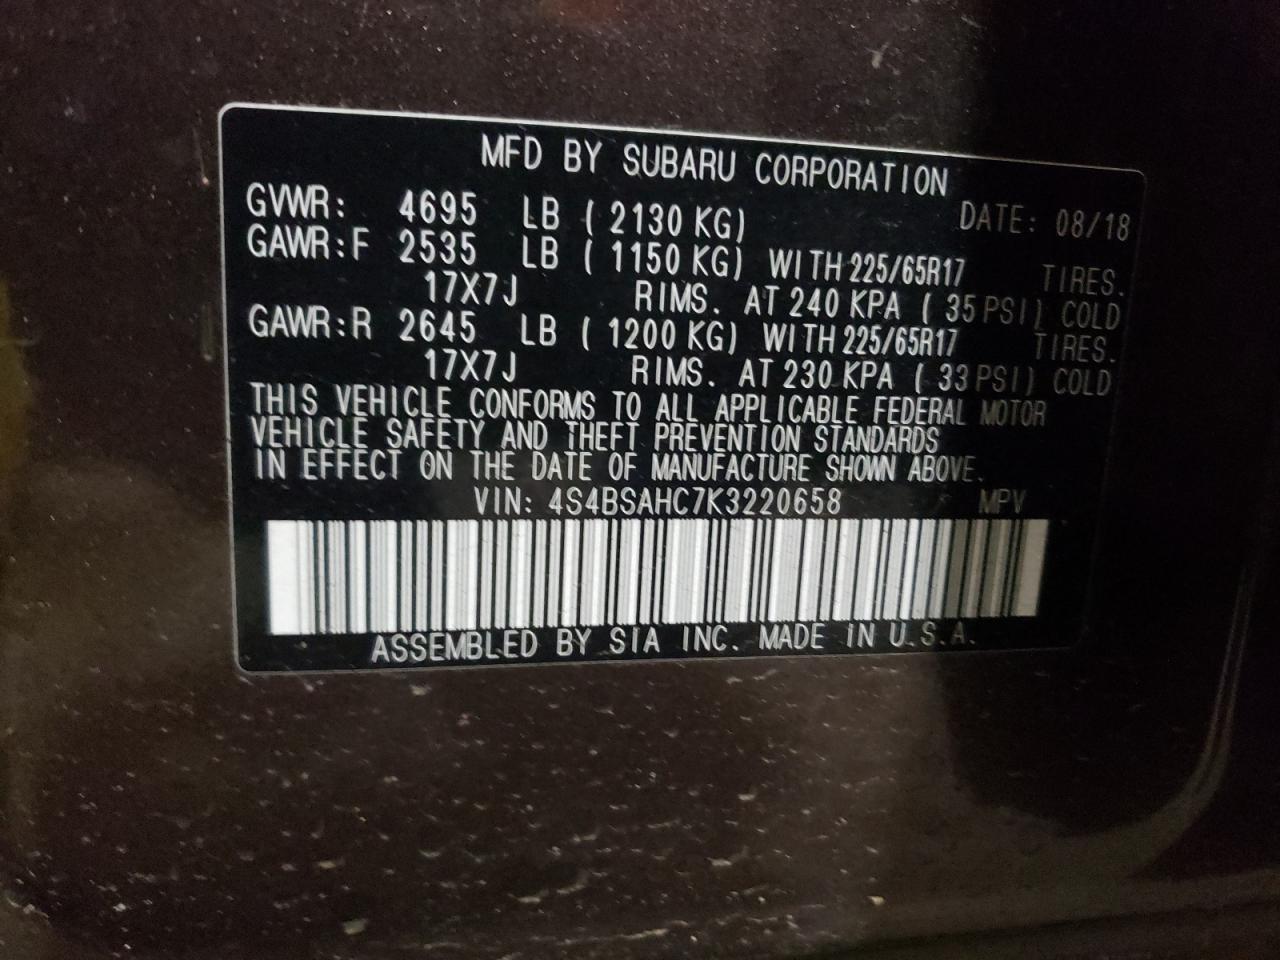 MFD BY SUBARU CORPORATION
GVWR: 4695 LB ( 2130 KG) DATE: 08/18
GAWR:F 2535 LB ( 1150 KG) WITH 225/65R17 TIRES.
17X7J RIMS. AT 240 KPA ( 35 PSI) COLD
GAWR:R 2645 LB ( 1200 KG) WITH 225/65R17 TIRES.
17X7J RIMS. AT 230 KPA ( 33 PSI) COLD
THIS VEHICLE CONFORMS TO ALL APPLICABLE FEDERAL MOTOR
VEHICLE SAFETY AND THEFT PREVENTION STANDARDS
IN EFFECT ON THE DATE OF MANUFACTURE SHOWN ABOVE.
VIN: 4S4BSAHC7K3220658 MPV
ASSEMBLED BY SIA INC. MADE IN U.S.A.